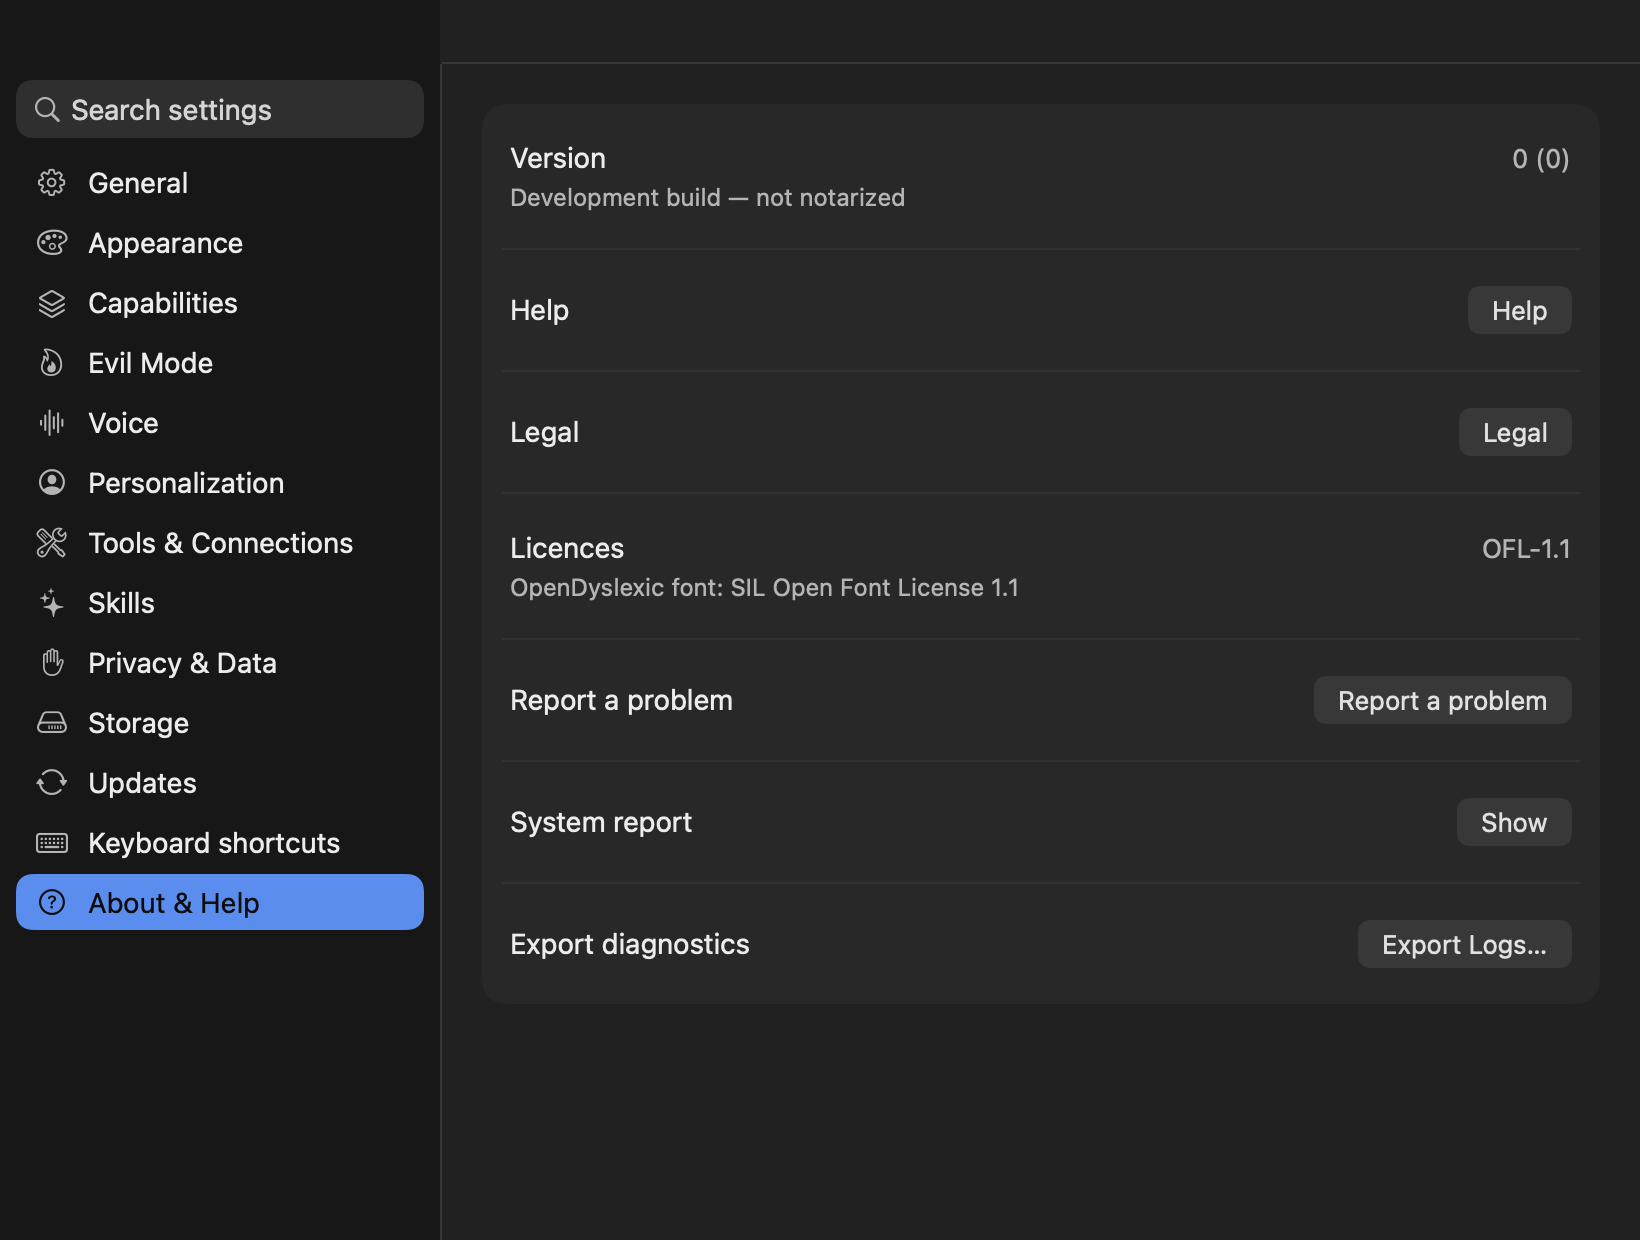 Search settings
General
Appearance
Capabilities
Evil Mode
Voice
Personalization
Tools & Connections
Skills
Privacy & Data
Storage
Updates
Keyboard shortcuts
About & Help
Version
0 (0)
Development build — not notarized
Help
Help
Legal
Legal
Licences
OFL-1.1
OpenDyslexic font: SIL Open Font License 1.1
Report a problem
Report a problem
System report
Show
Export diagnostics
Export Logs...